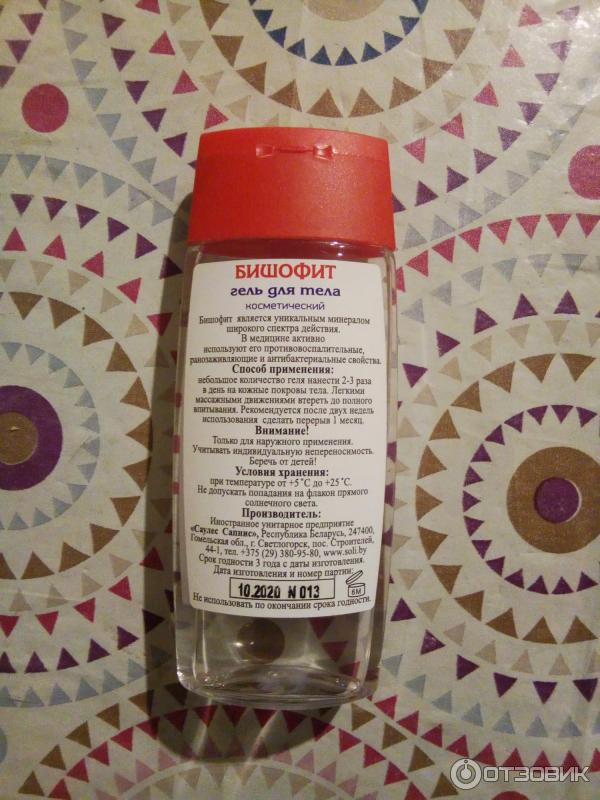 БИШОФИТ
гель для тела
косметический
Бишофит является уникальным минералом
широкого спектра действия.
В медицине активно
используют его противовоспалительные,
ранозаживляющие и антибактериальные свойства.
Способ применения:
небольшое количество геля нанести 2-3 раза
в день на кожные покровы тела. Легкими
массажными движениями втереть до полного
впитывания. Рекомендуется после двух недель
использования сделать перерыв 1 месяц.
Внимание!
Только для наружного применения.
Учитывать индивидуальную непереносимость.
Беречь от детей!
Условия хранения:
при температуре от +5˚С до +25˚С.
Не допускать попадания на флакон прямого
солнечного света.
Производитель:
Иностранное унитарное предприятие
«Саулес Сапнис», Республика Беларусь, 247400,
Гомельская обл., г. Светлогорск, пос. Строителей,
44-1, тел. +375 (29) 380-95-80, www.soli.by
Срок годности 3 года с даты изготовления.
Дата изготовления и номер партии:
10.2020 N 013
6M
Не использовать по окончании срока годности.
ОТЗОВИК